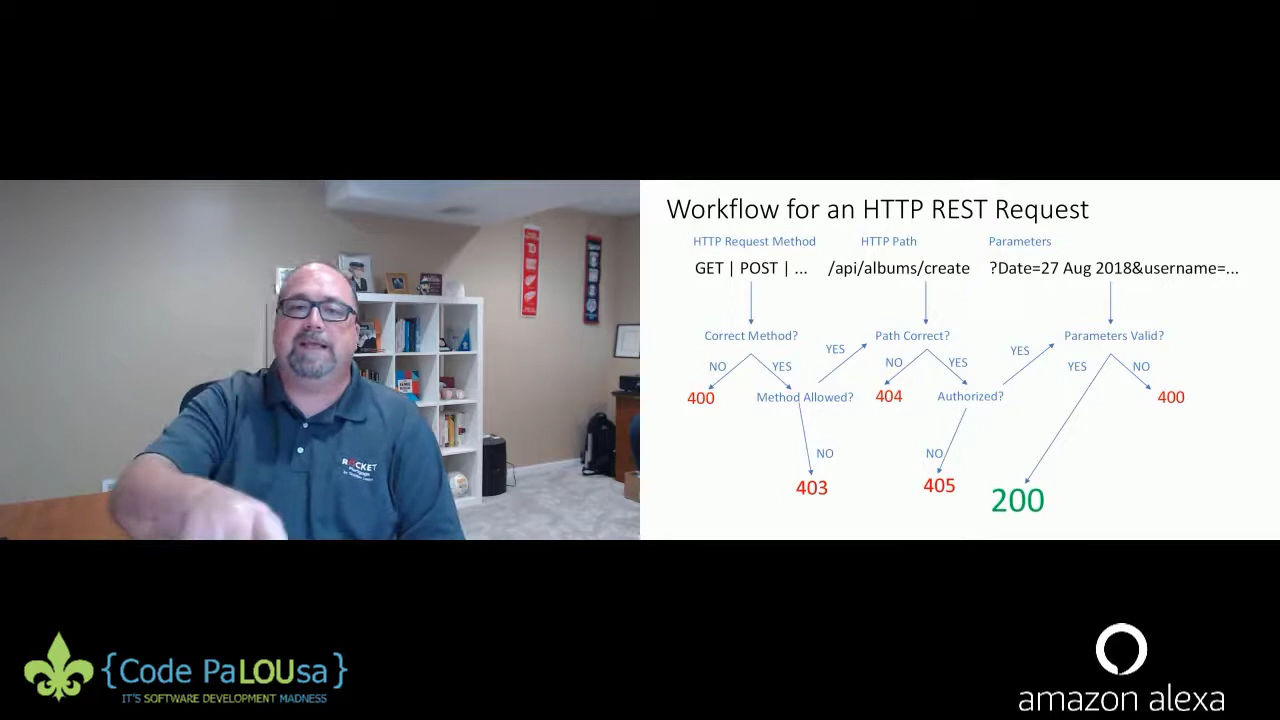 Workflow for an HTTP REST Request
HTTP Request Method
HTTP Path
Parameters
GET | POST | ...
/api/albums/create
?Date=27 Aug 2018&username=...
Correct Method?
Path Correct?
Parameters Valid?
NO
YES
YES
NO
YES
YES
YES
NO
400
Method Allowed?
404
Authorized?
400
NO
NO
403
405
200
ROCKET
Mortgage
{Code PaLOUsa}
IT'S SOFTWARE DEVELOPMENT MADNESS
amazon alexa